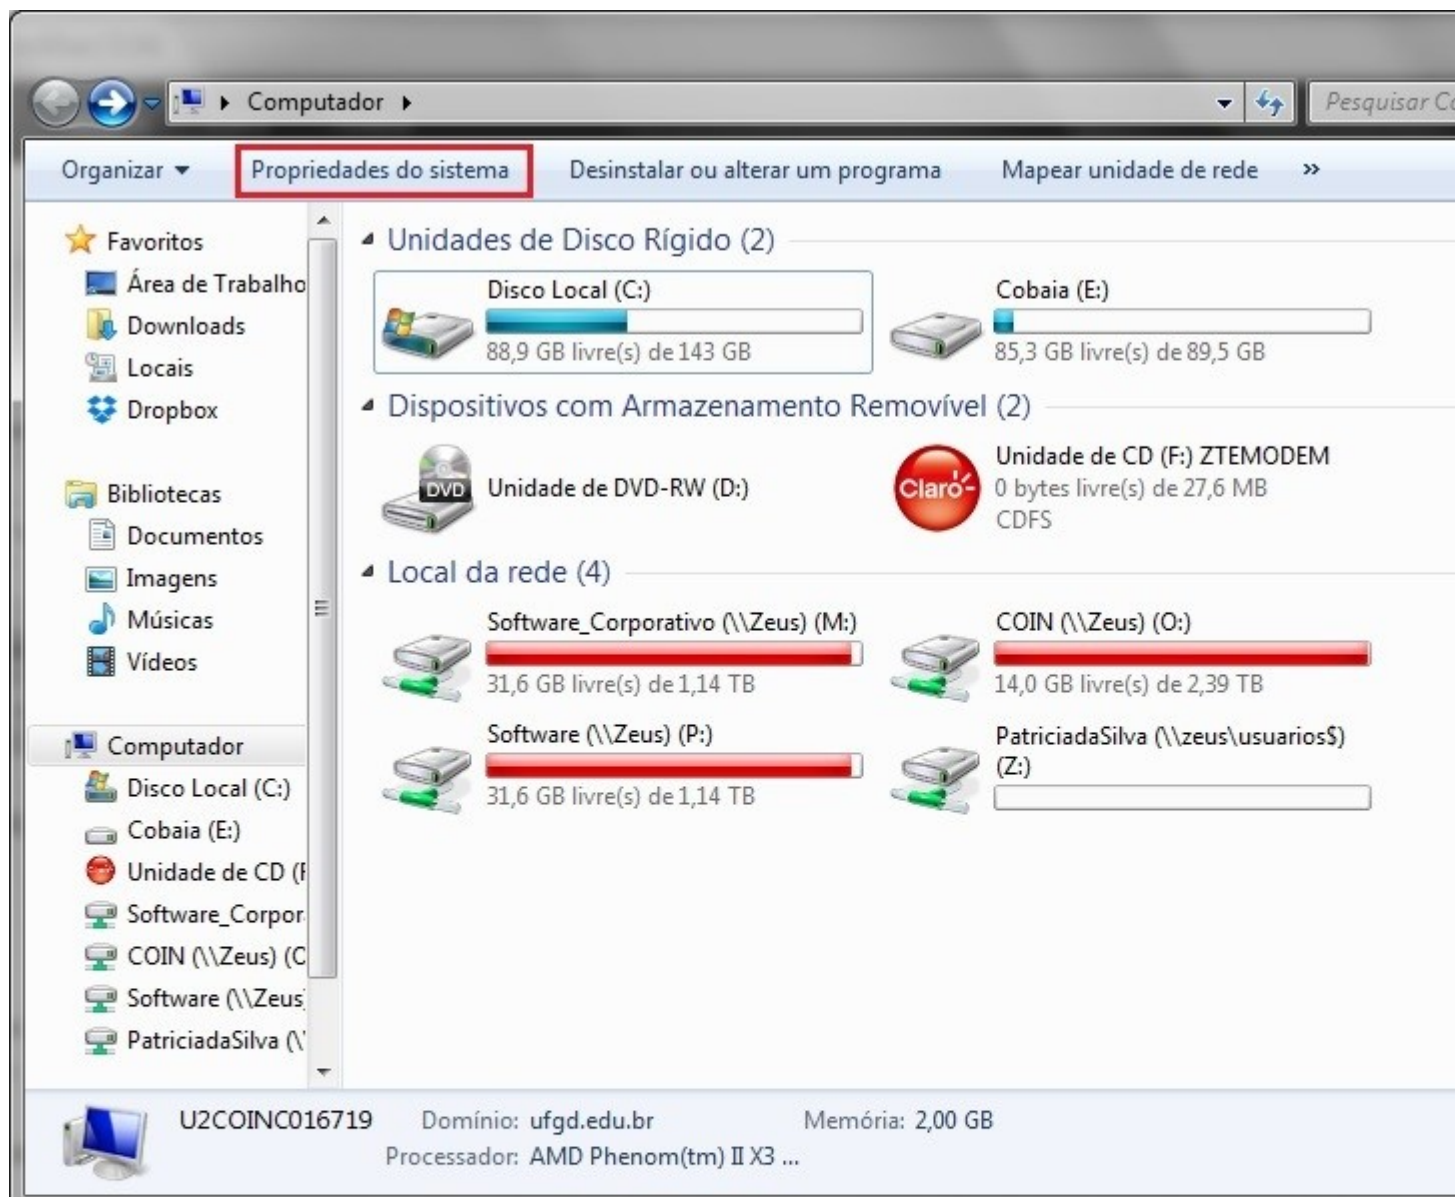 Computador
Pesquisar Co
Organizar Propriedades do sistema Desinstalar ou alterar um programa Mapear unidade de rede »
Favoritos
Área de Trabalho
Downloads
Locais
Dropbox
Bibliotecas
Documentos
Imagens
Músicas
Vídeos
Computador
Disco Local (C:)
Cobaia (E:)
Unidade de CD (F
Software_Corpor
COIN (\\Zeus) (O
Software (\\Zeus)
PatriciadaSilva (\\
Unidades de Disco Rígido (2)
Disco Local (C:)
88,9 GB livre(s) de 143 GB
Cobaia (E:)
85,3 GB livre(s) de 89,5 GB
Dispositivos com Armazenamento Removível (2)
DVD
Unidade de DVD-RW (D:)
Claro
Unidade de CD (F:) ZTEMODEM
0 bytes livre(s) de 27,6 MB
CDFS
Local da rede (4)
Software_Corporativo (\\Zeus) (M:)
31,6 GB livre(s) de 1,14 TB
COIN (\\Zeus) (O:)
14,0 GB livre(s) de 2,39 TB
Software (\\Zeus) (P:)
31,6 GB livre(s) de 1,14 TB
PatriciadaSilva (\\zeus\usuarios$)
(Z:)
U2COINC016719 Domínio: ufgd.edu.br Memória: 2,00 GB
Processador: AMD Phenom(tm) II X3 ...